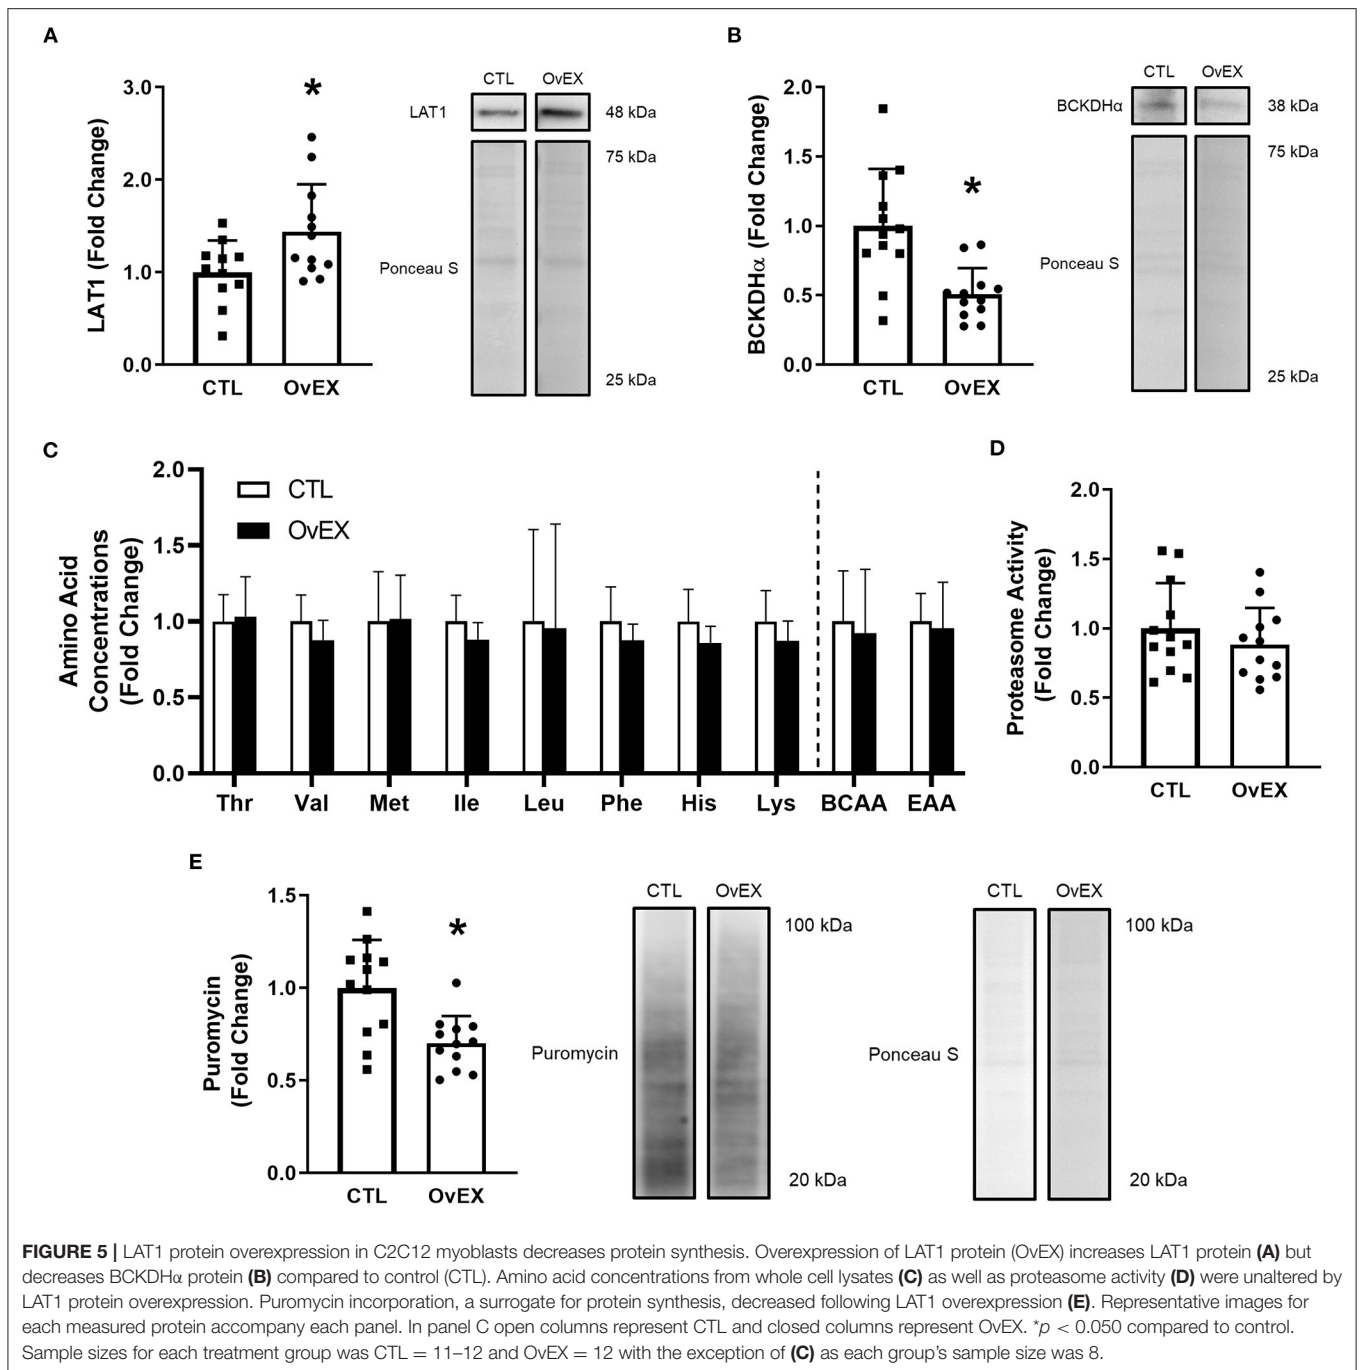 A
LAT1 (Fold Change)
3.0
2.0
1.0
0.0
*
CTL
OvEX
CTL OvEX
LAT1
48 kDa
75 kDa
Ponceau S
25 kDa
B
BCKDHα (Fold Change)
2.0
1.5
1.0
0.5
0.0
*
CTL
OvEX
CTL OvEX
BCKDHα
38 kDa
75 kDa
Ponceau S
25 kDa
C
Amino Acid
Concentrations
(Fold Change)
2.0
1.5
1.0
0.5
0.0
CTL
OvEX
Thr Val Met Ile Leu Phe His Lys BCAA EAA
D
Proteasome Activity
(Fold Change)
2.0
1.5
1.0
0.5
0.0
CTL
OvEX
E
Puromycin
(Fold Change)
1.5
1.0
0.5
0.0
*
CTL
OvEX
CTL OvEX
100 kDa
Puromycin
20 kDa
CTL OvEX
100 kDa
Ponceau S
20 kDa
FIGURE 5 | LAT1 protein overexpression in C2C12 myoblasts decreases protein synthesis. Overexpression of LAT1 protein (OvEX) increases LAT1 protein (A) but
decreases BCKDHα protein (B) compared to control (CTL). Amino acid concentrations from whole cell lysates (C) as well as proteasome activity (D) were unaltered by
LAT1 protein overexpression. Puromycin incorporation, a surrogate for protein synthesis, decreased following LAT1 overexpression (E). Representative images for
each measured protein accompany each panel. In panel C open columns represent CTL and closed columns represent OvEX. *p < 0.050 compared to control.
Sample sizes for each treatment group was CTL = 11–12 and OvEX = 12 with the exception of (C) as each group's sample size was 8.